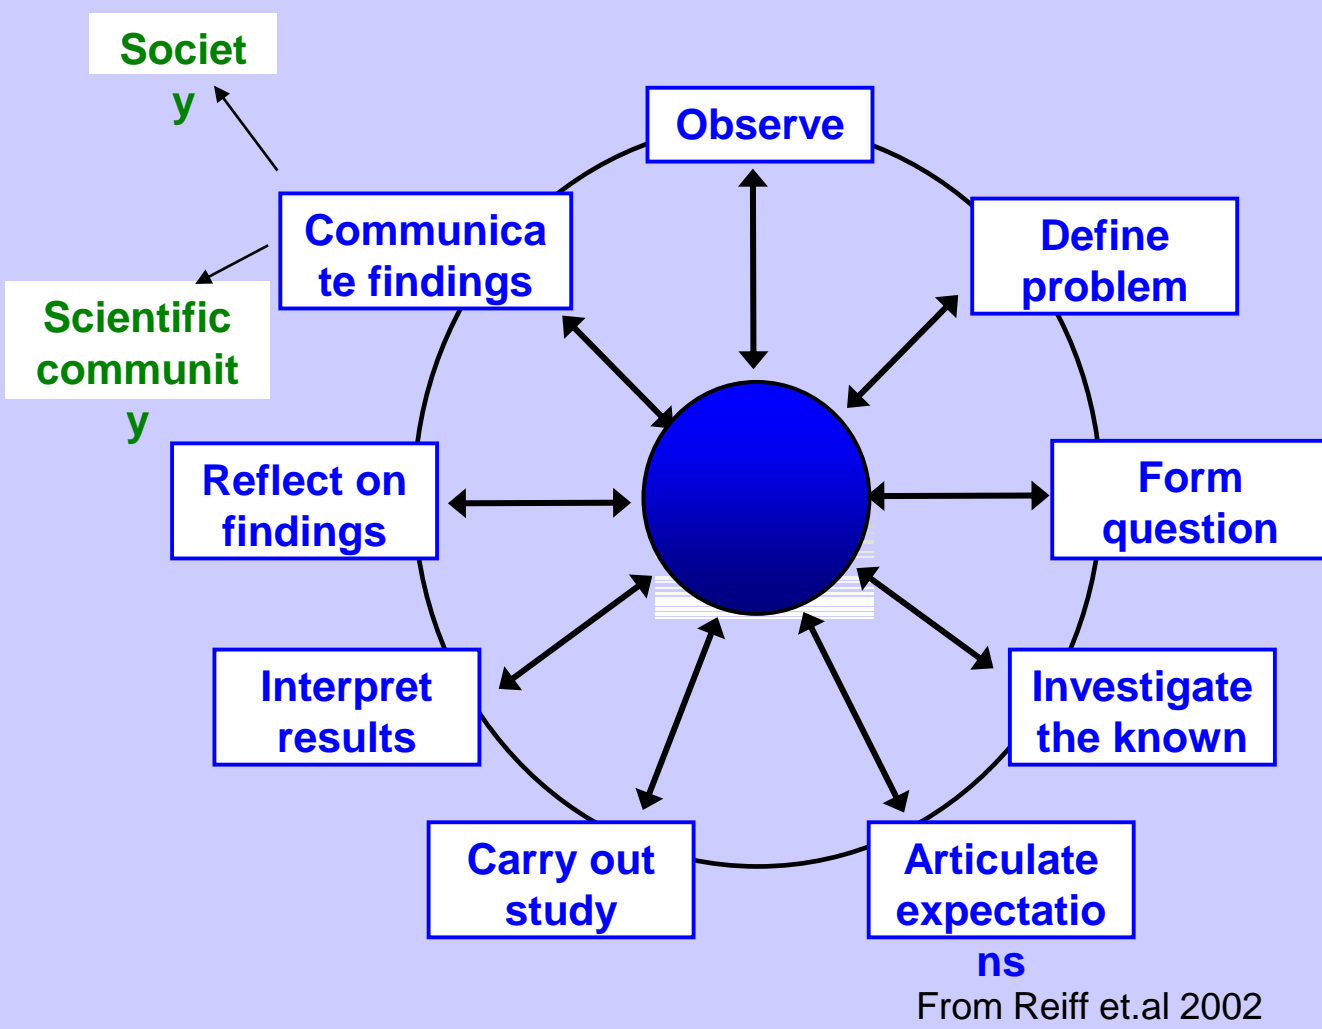 Societ
y
Observe
Communica
te findings
Define
problem
Scientific
communit
y
Reflect on
findings
Form
question
Interpret
results
Investigate
the known
Carry out
study
Articulate
expectatio
ns
From Reiff et.al 2002